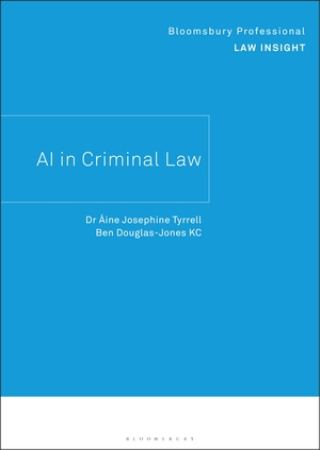 Bloomsbury Professional
LAW INSIGHT
AI in Criminal Law
Dr Áine Josephine Tyrrell
Ben Douglas-Jones KC
BLOOMSBURY